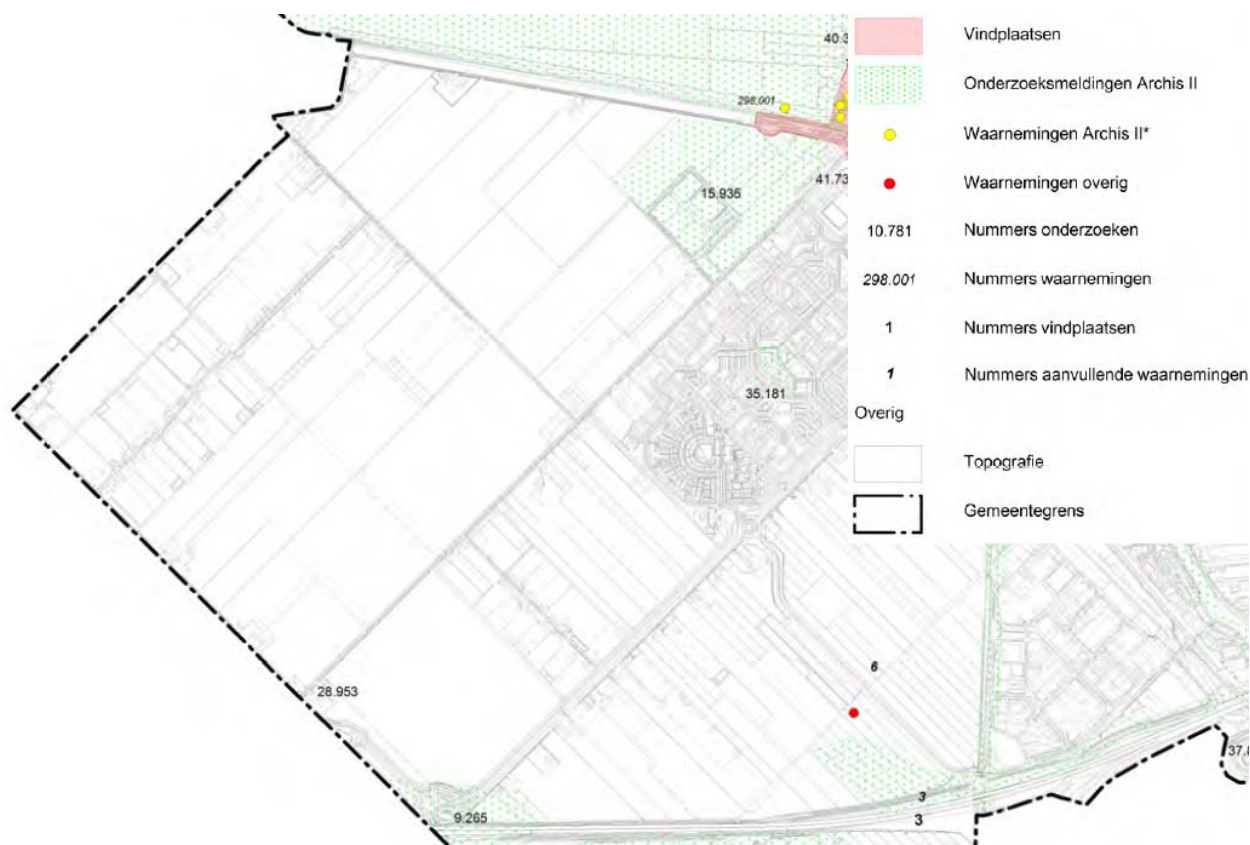 40.3
298.001
15.935
41.73
35.181
28.953
6
9.265
3
3
37.8
Vindplaatsen
Onderzoeksmeldingen Archis II
Waarnemingen Archis II*
Waarnemingen overig
10.781 Nummers onderzoeken
298.001 Nummers waarnemingen
1 Nummers vindplaatsen
1 Nummers aanvullende waarnemingen
Overig
Topografie
Gemeentegrens